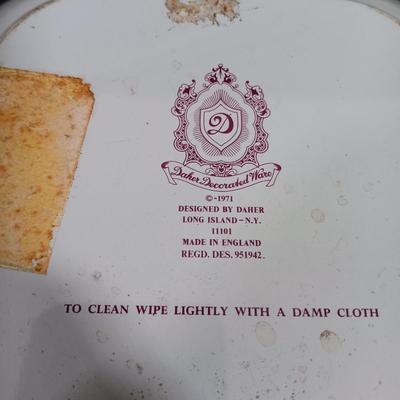 D
Daher Decorated Ware
©-1971
DESIGNED BY DAHER
LONG ISLAND-N.Y.
11101
MADE IN ENGLAND
REGD. DES. 951942.
TO CLEAN WIPE LIGHTLY WITH A DAMP CLOTH